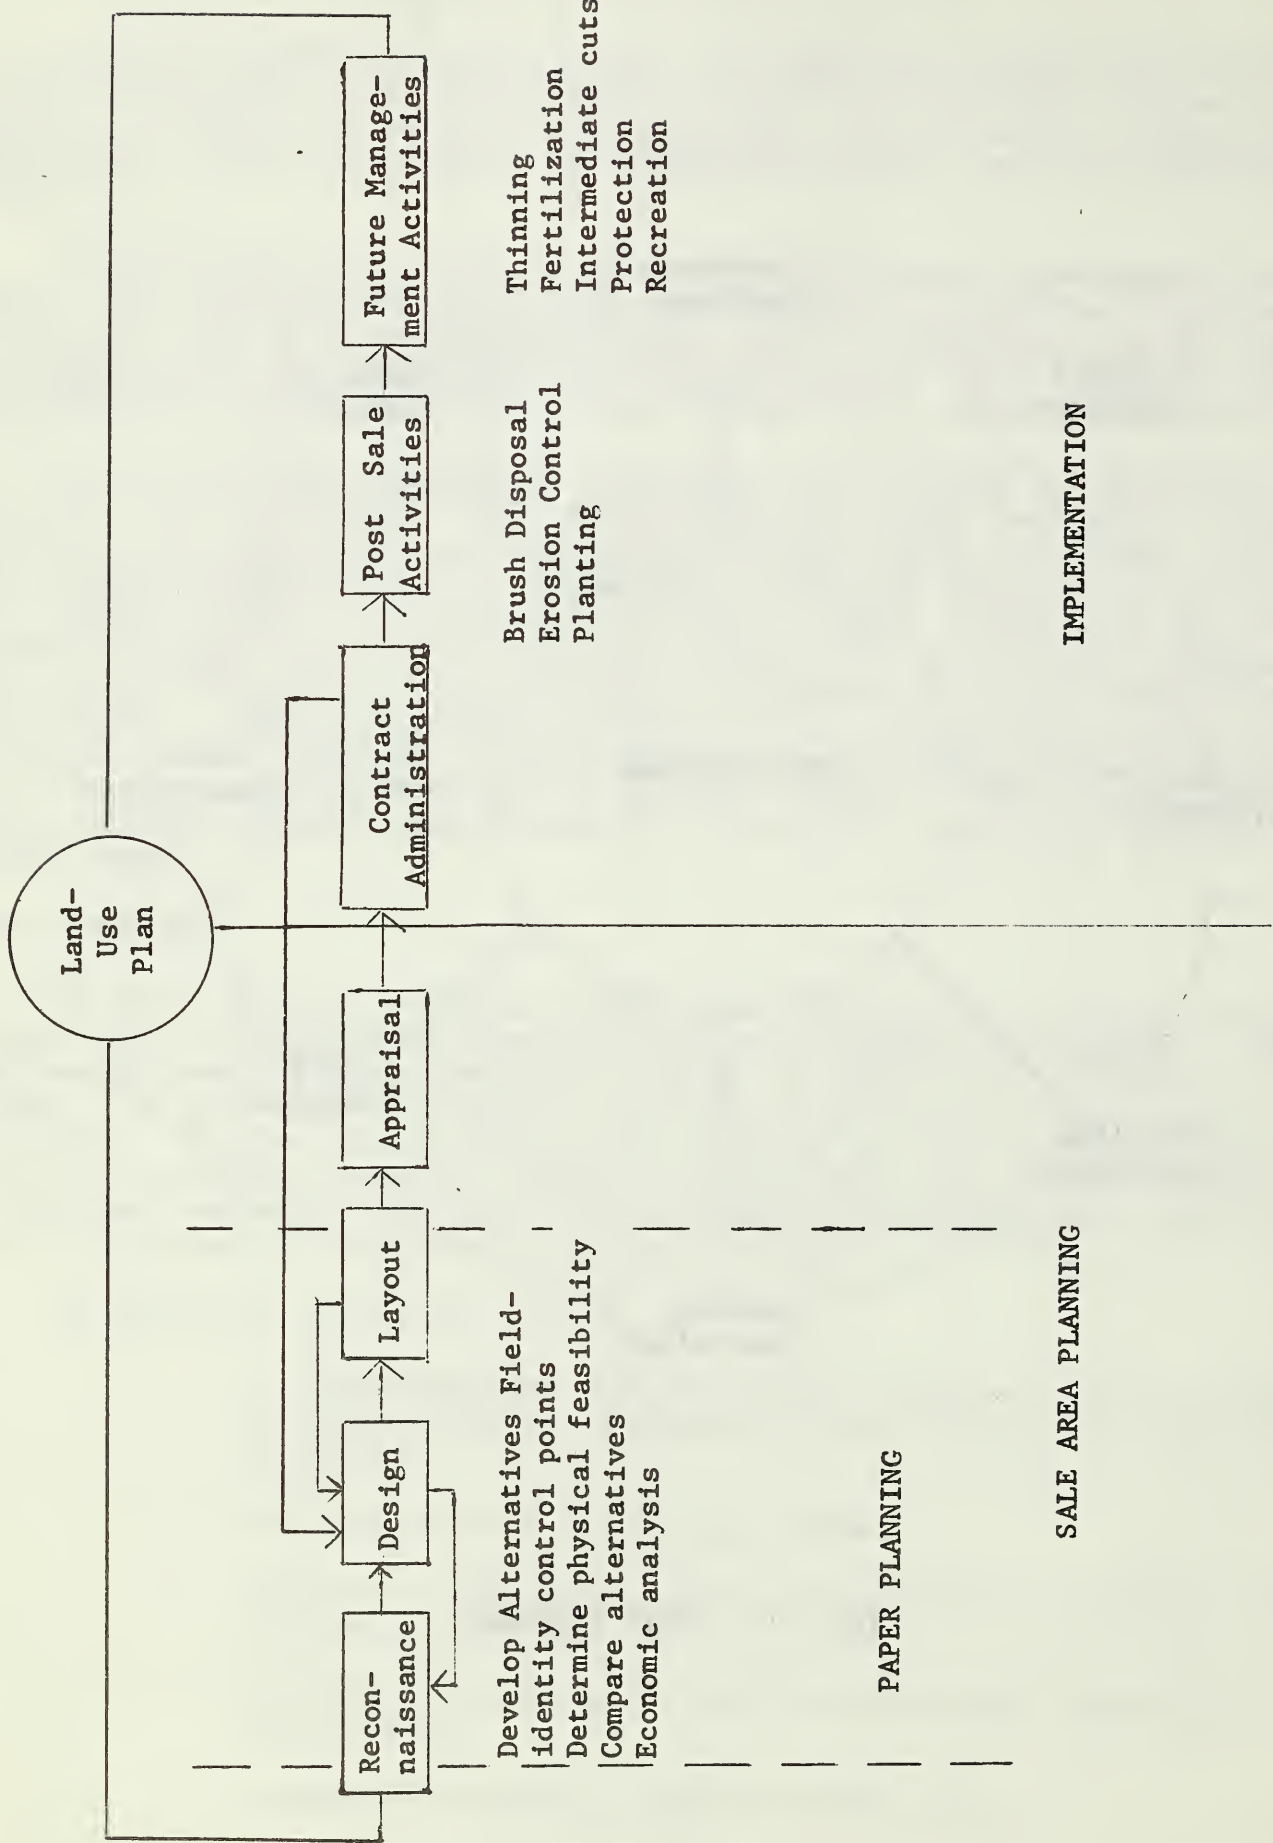 Land-
Use
Plan
Recon-
naissance
Design
Layout
Appraisal
Contract
Administration
Post Sale
Activities
Future Manage-
ment Activities
Develop Alternatives Field-
identity control points
Determine physical feasibility
Compare alternatives
Economic analysis
Brush Disposal
Erosion Control
Planting
Thinning
Fertilization
Intermediate cuts
Protection
Recreation
PAPER PLANNING
SALE AREA PLANNING
IMPLEMENTATION